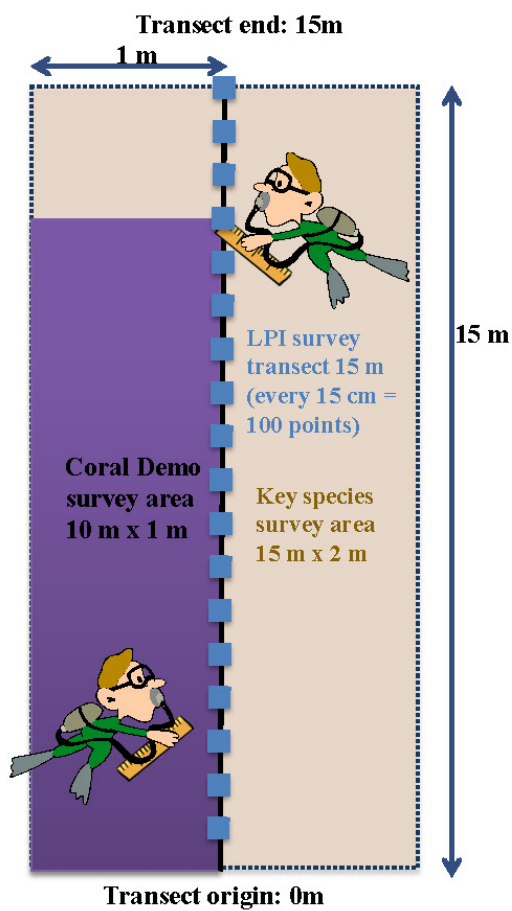 Transect end: 15m
1 m
15 m
LPI survey
transect 15 m
(every 15 cm =
100 points)
Coral Demo
survey area
10 m x 1 m
Key species
survey area
15 m x 2 m
Transect origin: 0m